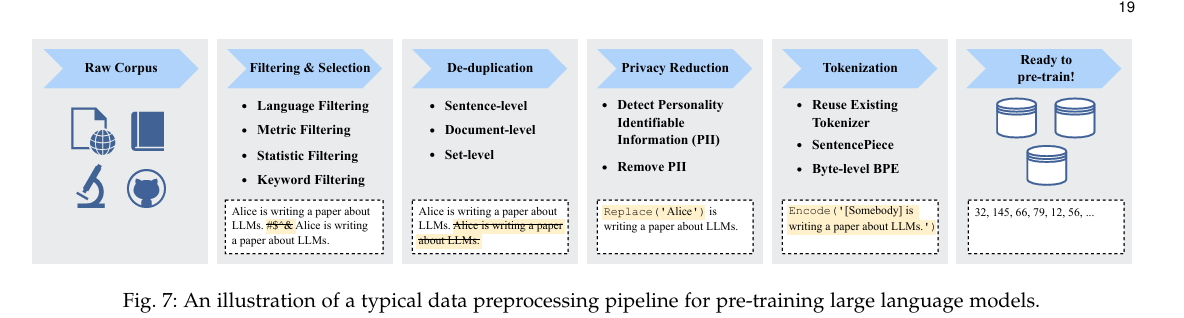 19
Raw Corpus
Filtering & Selection
Language Filtering
Metric Filtering
Statistic Filtering
Keyword Filtering
Alice is writing a paper about
LLMs. #$^& Alice is writing
a paper about LLMs.
De-duplication
Sentence-level
Document-level
Set-level
Alice is writing a paper about
LLMs. Alice is writing a paper
about LLMs.
Privacy Reduction
Detect Personality
Identifiable
Information (PII)
Remove PII
Replace('Alice') is
writing a paper about LLMs.
Tokenization
Reuse Existing
Tokenizer
SentencePiece
Byte-level BPE
Encode('[Somebody] is
writing a paper about LLMs.')
Ready to
pre-train!
32, 145, 66, 79, 12, 56, ...
Fig. 7: An illustration of a typical data preprocessing pipeline for pre-training large language models.